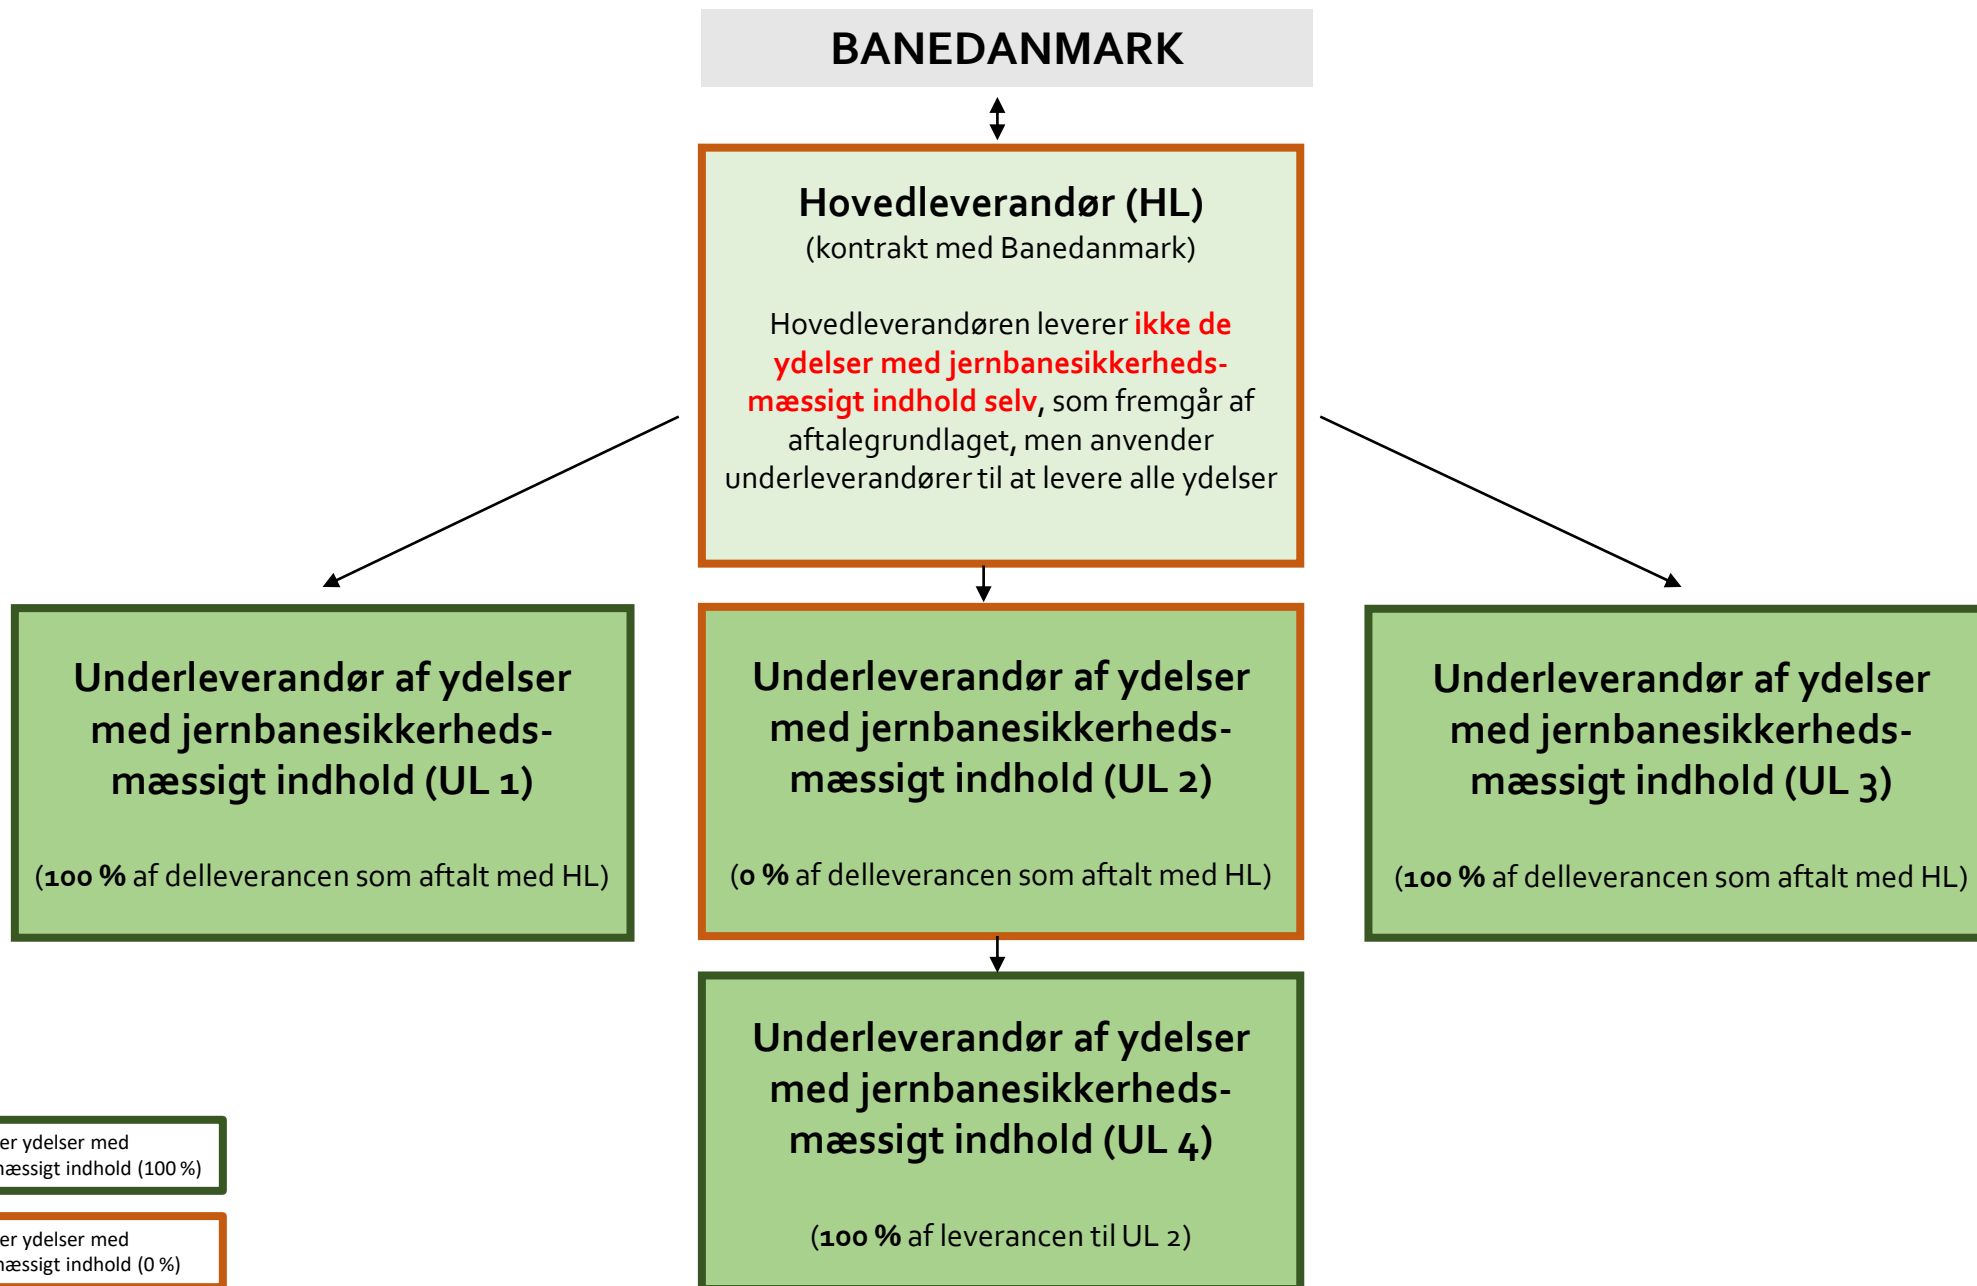 BANEDANMARK
Hovedleverandør (HL)
(kontrakt med Banedanmark)
Hovedleverandøren leverer ikke de
ydelser med jernbanesikkerheds-
mæssigt indhold selv, som fremgår af
aftalegrundlaget, men anvender
underleverandører til at levere alle ydelser
Underleverandør af ydelser
med jernbanesikkerheds-
mæssigt indhold (UL 1)
(100 % af delleverancen som aftalt med HL)
Underleverandør af ydelser
med jernbanesikkerheds-
mæssigt indhold (UL 2)
(0 % af delleverancen som aftalt med HL)
Underleverandør af ydelser
med jernbanesikkerheds-
mæssigt indhold (UL 3)
(100 % af delleverancen som aftalt med HL)
Underleverandør af ydelser
med jernbanesikkerheds-
mæssigt indhold (UL 4)
(100 % af leverancen til UL 2)
er ydelser med
mæssigt indhold (100 %)
er ydelser med
mæssigt indhold (0 %)